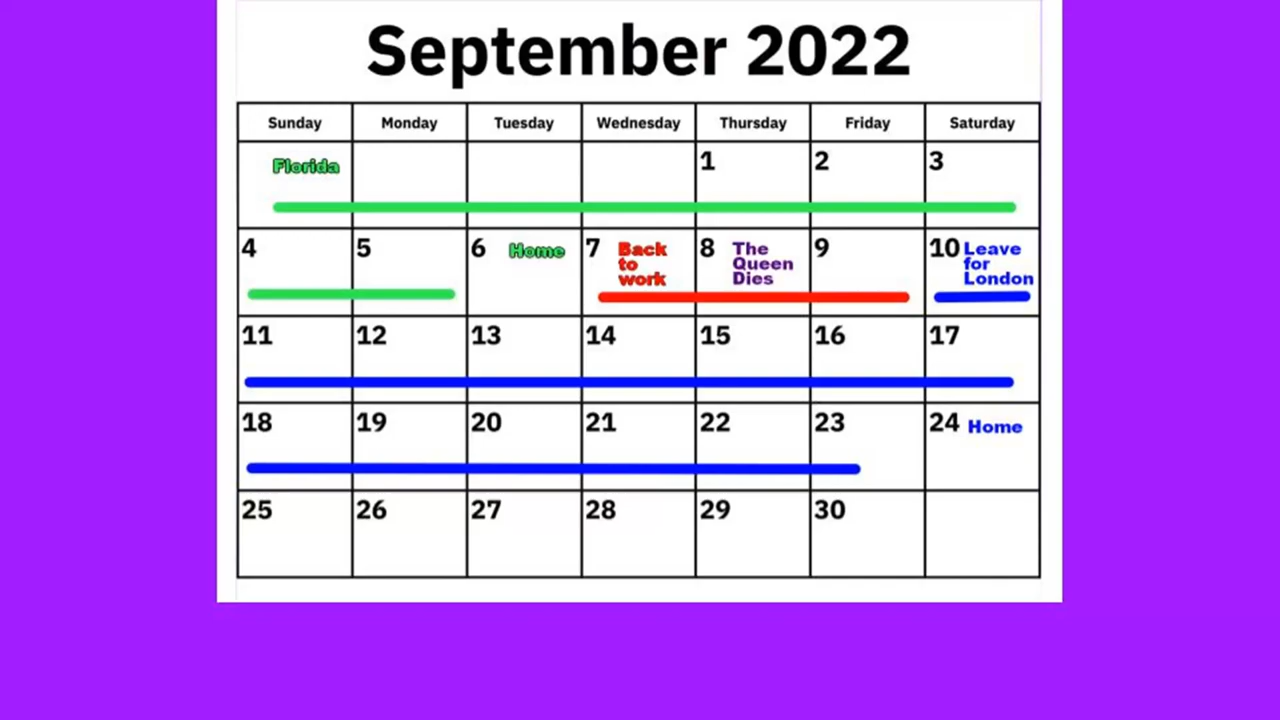 September 2022
Sunday Monday Tuesday Wednesday Thursday Friday Saturday
Florida 1 2 3
4 5 6 Home 7 Back 8 The 9 10 Leave
to Queen for
work Dies London
11 12 13 14 15 16 17
18 19 20 21 22 23 24 Home
25 26 27 28 29 30